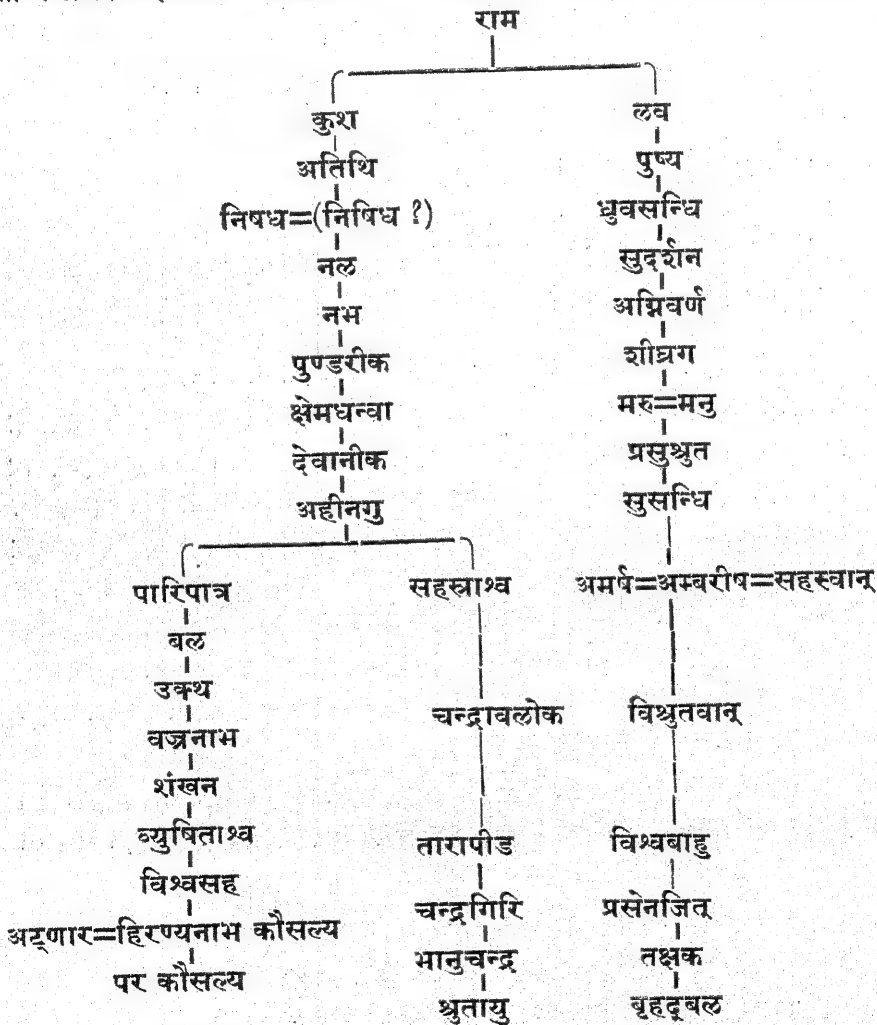 राम
कुश लव
अतिथि पुष्य
निषध=(निषिध ?) ध्रुवसन्धि
नल सुदर्शन
नभ अग्निवर्ण
पुण्डरीक शीघ्रग
क्षेमधन्वा मरु=मनु
देवानीक प्रसुश्रुत
अहीनगु सुसन्धि
पारिपात्र सहस्राश्व अमर्ष=अम्बरीष=सहस्वान्
बल
उक्थ
वज्रनाभ चन्द्रावलोक विश्रुतवान्
शंखन
व्युषिताश्व तारापीड विश्वबाहु
विश्वसह
चन्द्रगिरि प्रसेनजित्
अट्णार=हिरण्यनाभ कौसल्य
पर कौसल्य भानुचन्द्र तक्षक
श्रुतायु बृहद्बल